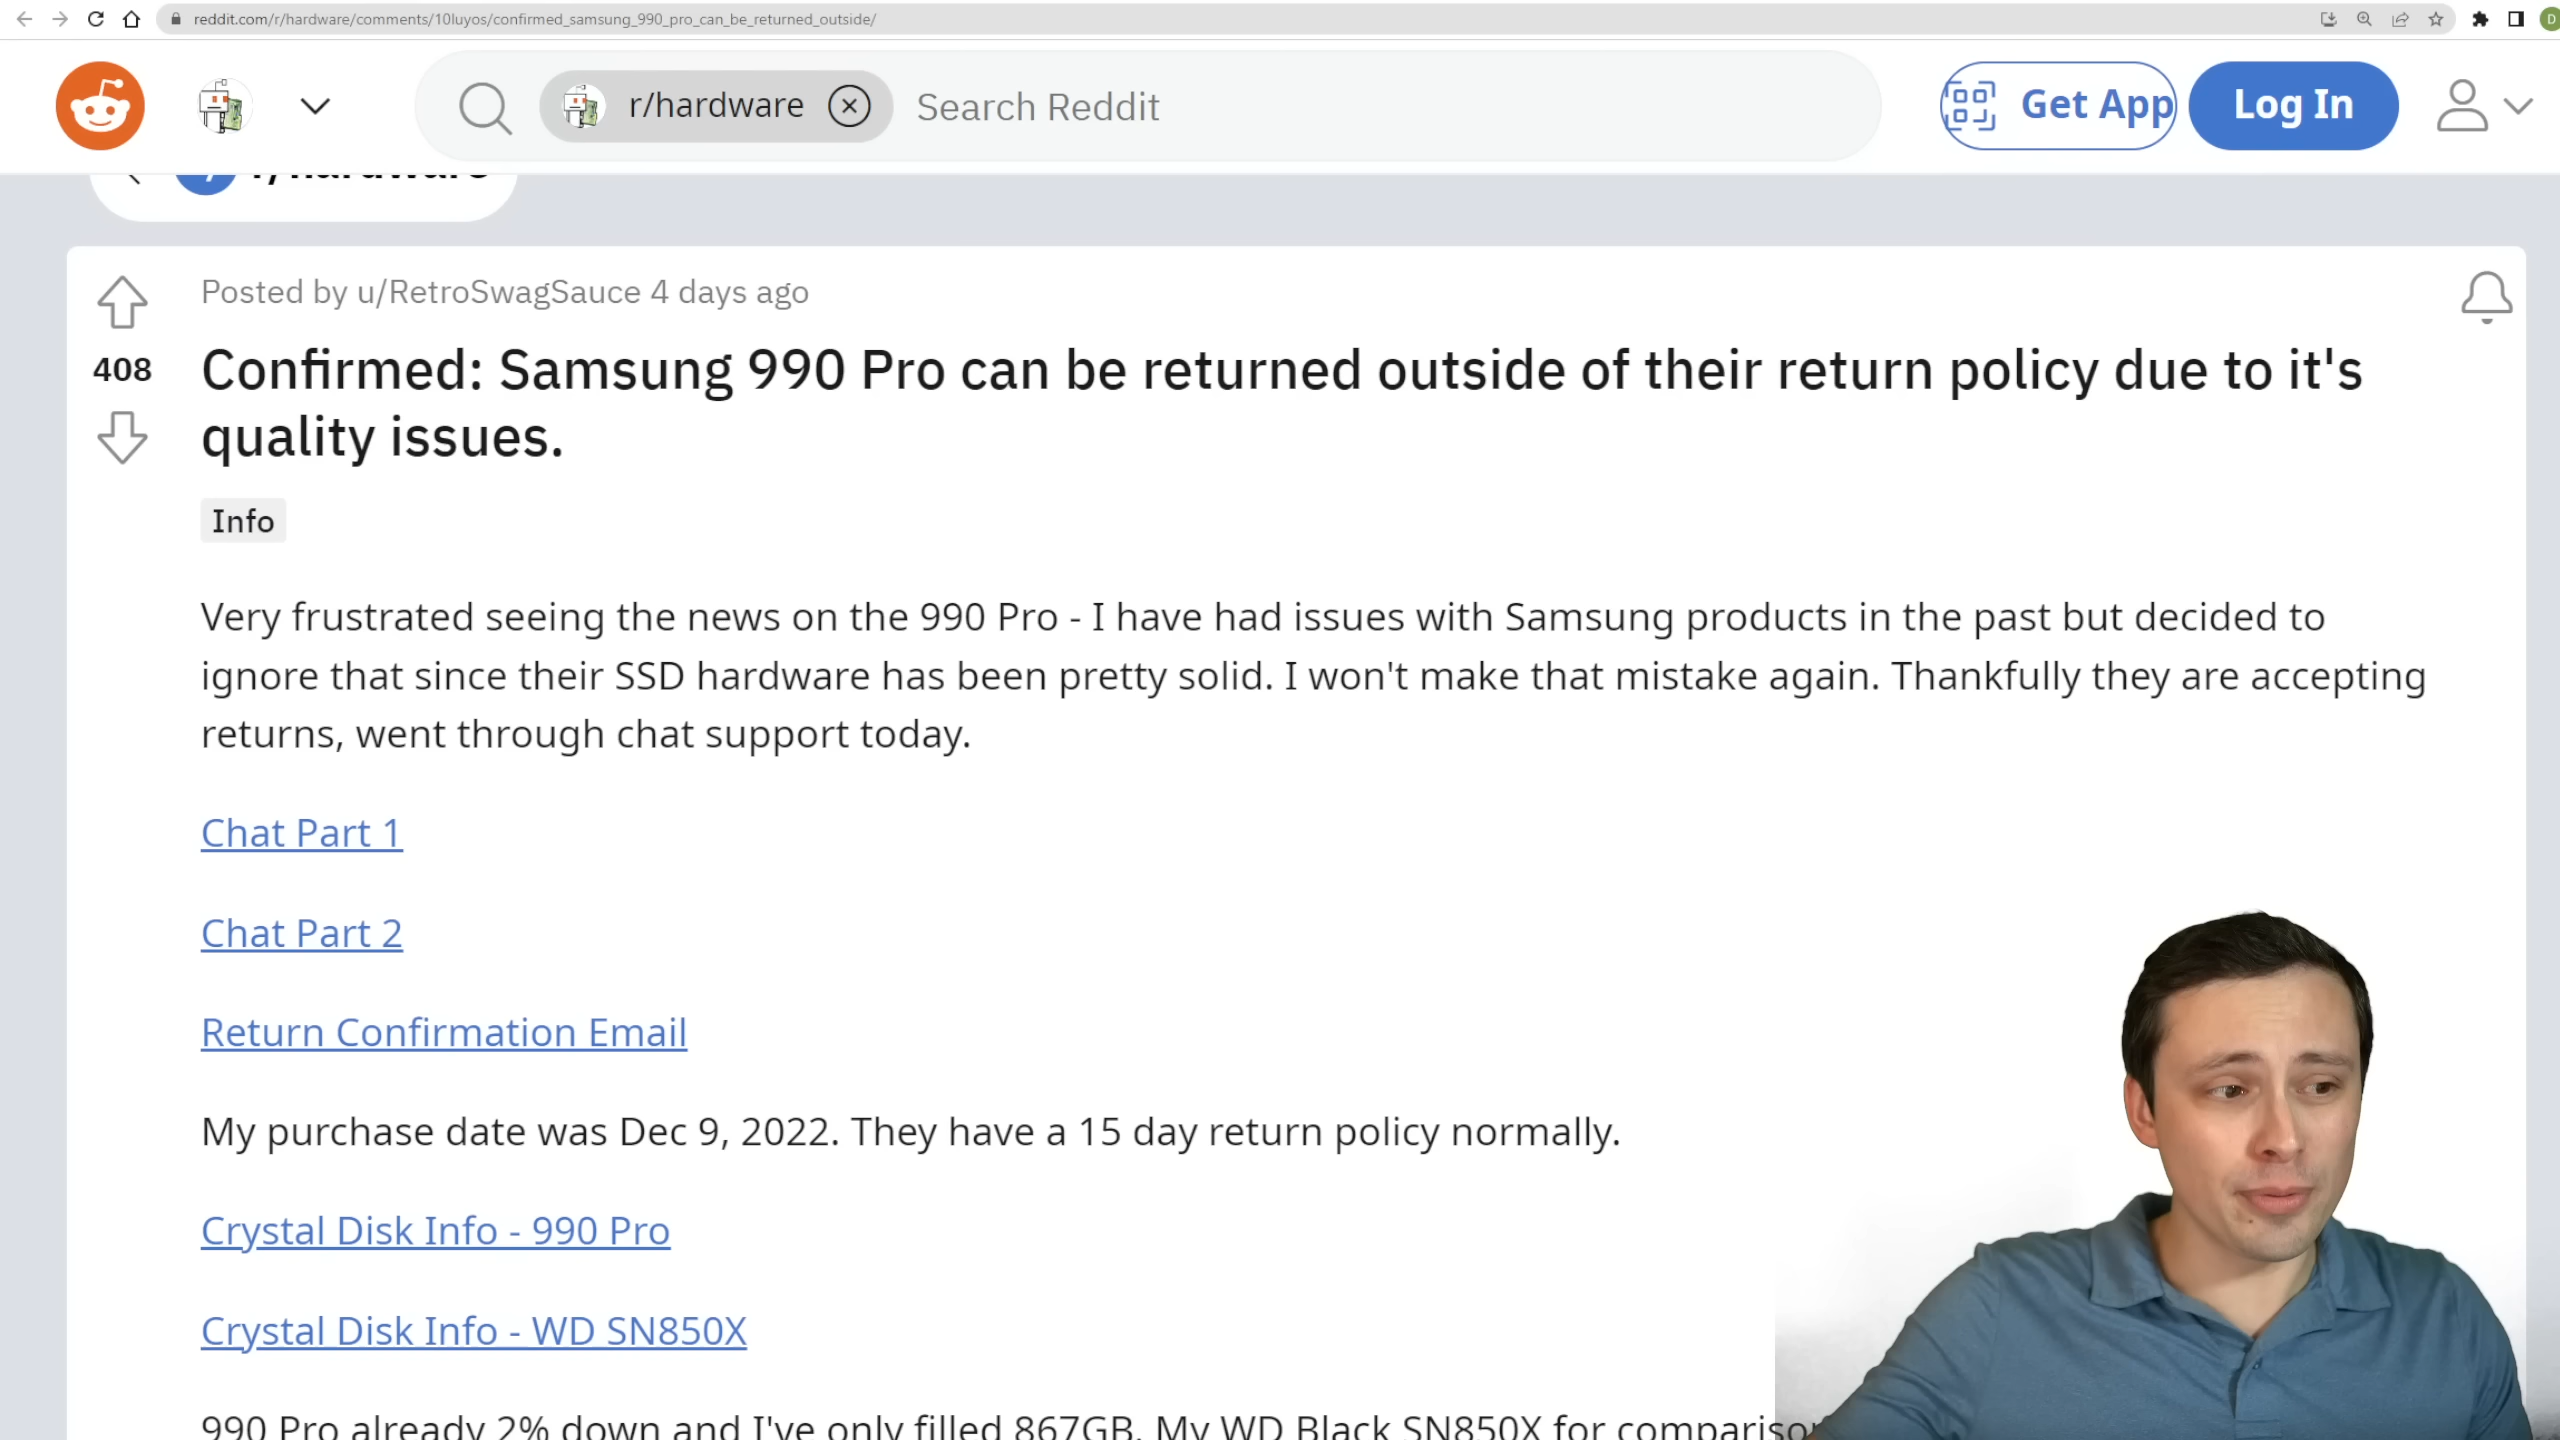 reddit.com/r/hardware/comments/10luyos/confirmed_samsung_990_pro_can_be_returned_outside/
D
r/hardware
Search Reddit
Get App
Log In
r/hardware
Posted by u/RetroSwagSauce 4 days ago
408
Confirmed: Samsung 990 Pro can be returned outside of their return policy due to it's
quality issues.
Info
Very frustrated seeing the news on the 990 Pro - I have had issues with Samsung products in the past but decided to
ignore that since their SSD hardware has been pretty solid. I won't make that mistake again. Thankfully they are accepting
returns, went through chat support today.
Chat Part 1
Chat Part 2
Return Confirmation Email
My purchase date was Dec 9, 2022. They have a 15 day return policy normally.
Crystal Disk Info - 990 Pro
Crystal Disk Info - WD SN850X
990 Pro already 2% down and I've only filled 867GB. My WD Black SN850X for